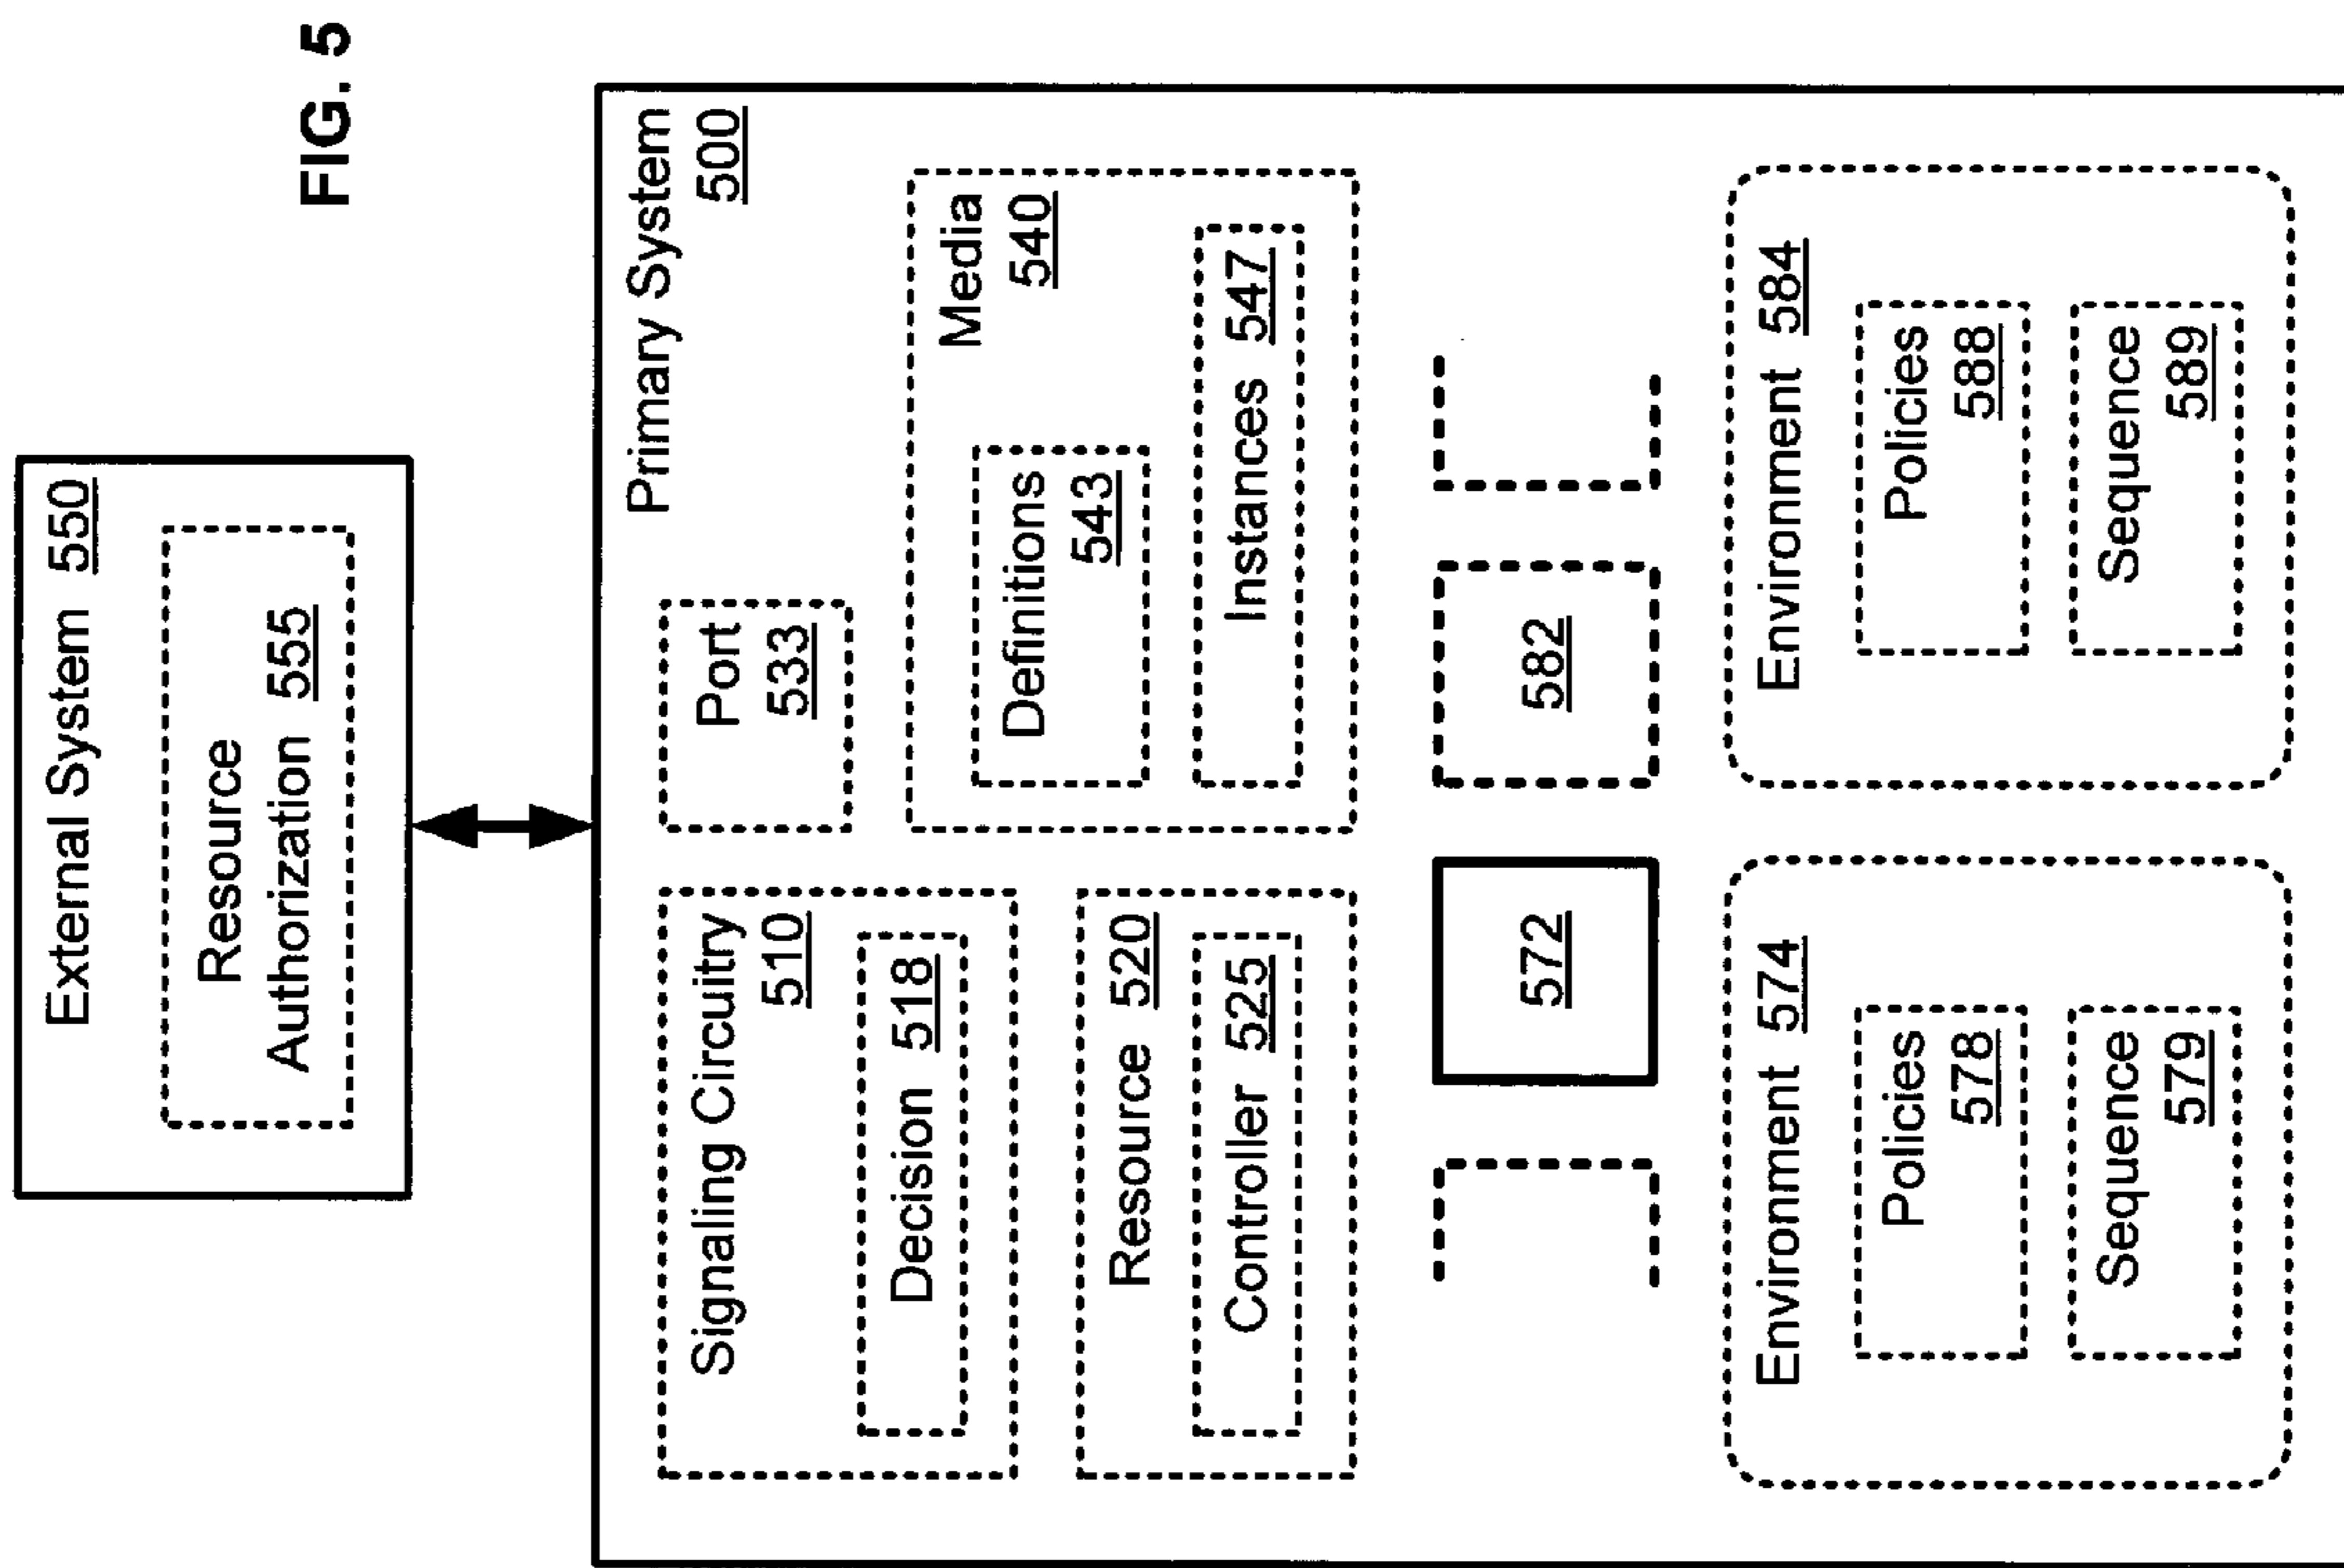 FIG. 5
External System 550
Resource
Authorization 555
Primary System
500
Signaling Circuitry
510
Decision 518
Port
533
Resource 520
Controller 525
Media
540
Definitions
543
Instances 547
572
582
Environment 574
Policies
578
Sequence
579
Environment 584
Policies
588
Sequence
589